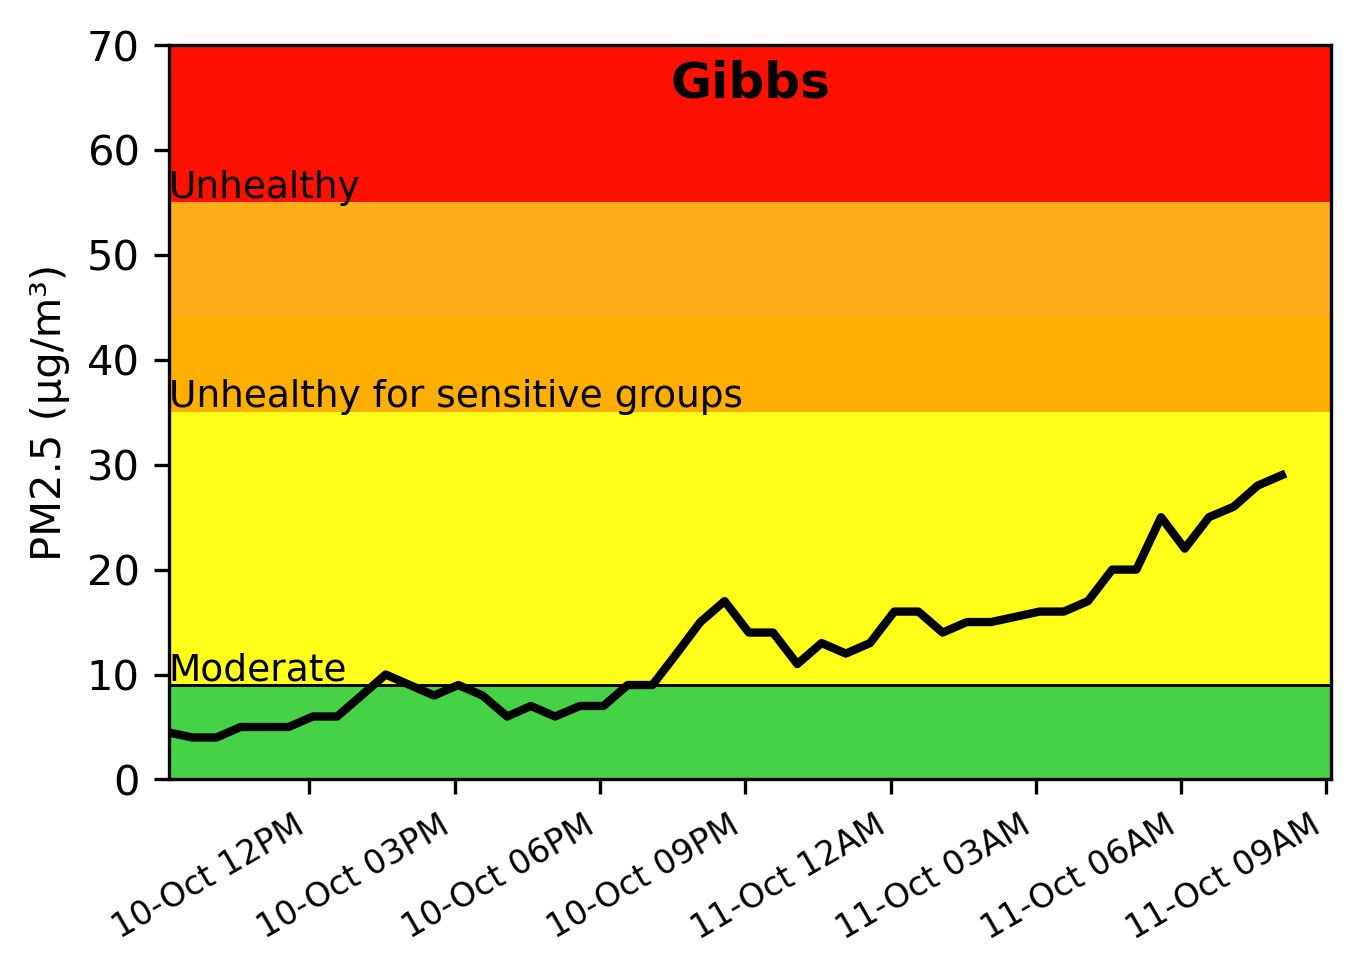 Gibbs
PM2.5 (µg/m³)
70
60
50
40
30
20
10
0
Unhealthy
Unhealthy for sensitive groups
Moderate
10-Oct 12PM
10-Oct 03PM
10-Oct 06PM
10-Oct 09PM
11-Oct 12AM
11-Oct 03AM
11-Oct 06AM
11-Oct 09AM